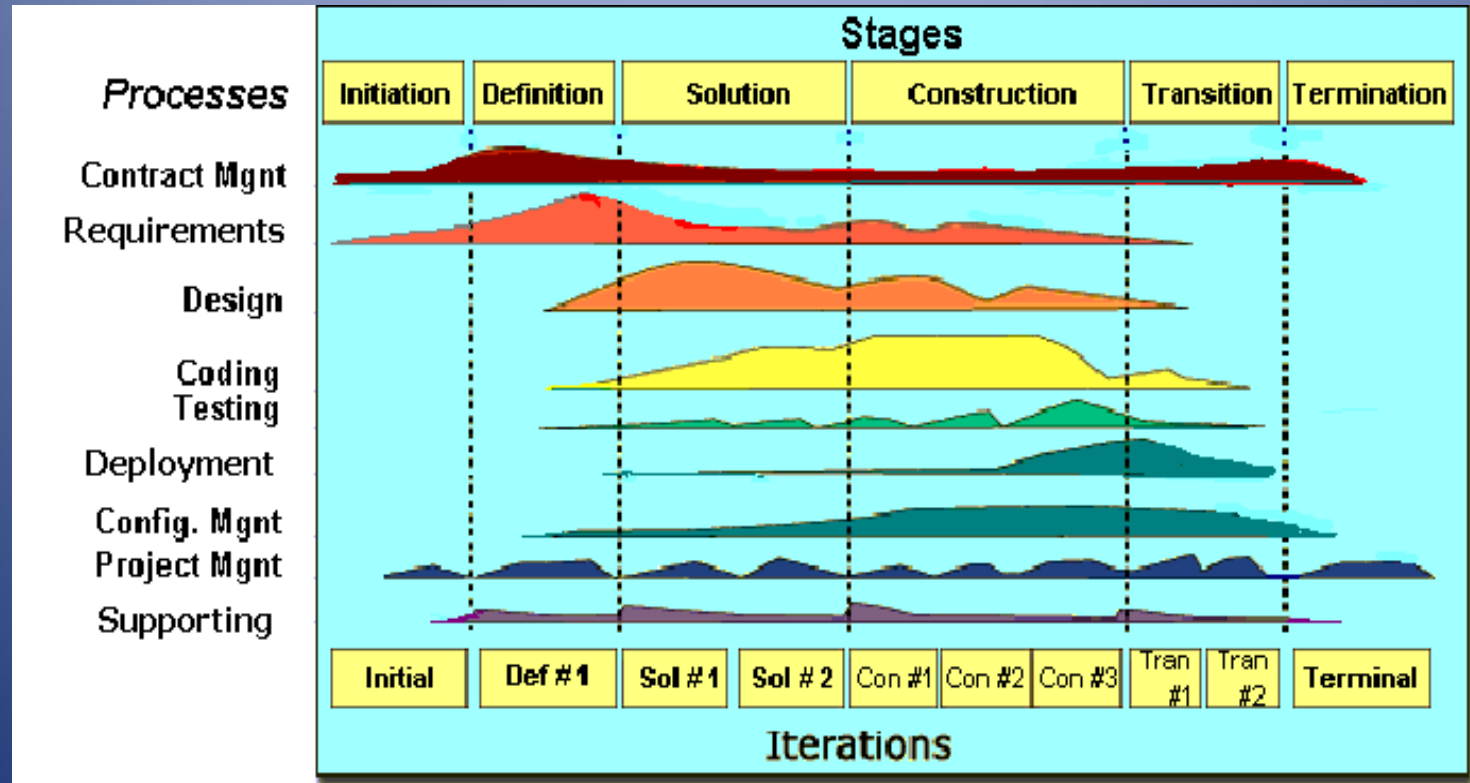 Stages
Processes
Initiation Definition Solution Construction Transition Termination
Contract Mgnt
Requirements
Design
Coding
Testing
Deployment
Config. Mgnt
Project Mgnt
Supporting
Initial Def #1 Sol #1 Sol # 2 Con #1 Con #2 Con #3 Tran #1 Tran #2 Terminal
Iterations